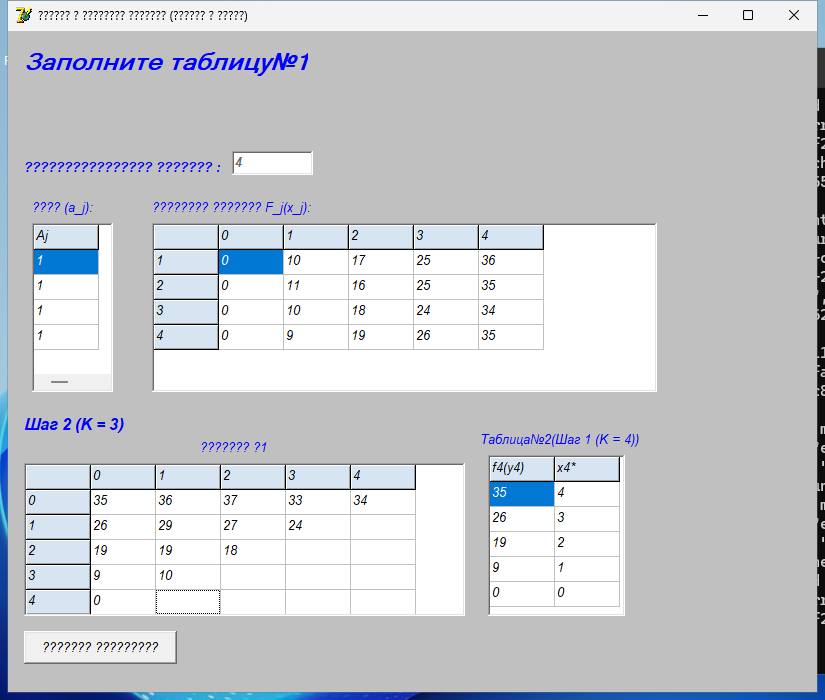 ?????? ? ???????? ??????? (?????? ? ?????)
Заполните таблицу№1
???????????????? ??????? : 4
???? (a_j): ???????? ??????? F_j(x_j):
Aj 0 1 2 3 4
1 1 0 10 17 25 36
1 2 0 11 16 25 35
1 3 0 10 18 24 34
1 4 0 9 19 26 35
Шаг 2 (K = 3)
??????? ?1 Таблица№2(Шаг 1 (K = 4))
0 1 2 3 4 f4(y4) x4*
0 35 36 37 33 34 35 4
1 26 29 27 24 26 3
2 19 19 18 19 2
3 9 10 9 1
4 0 0 0
??????? ?????????